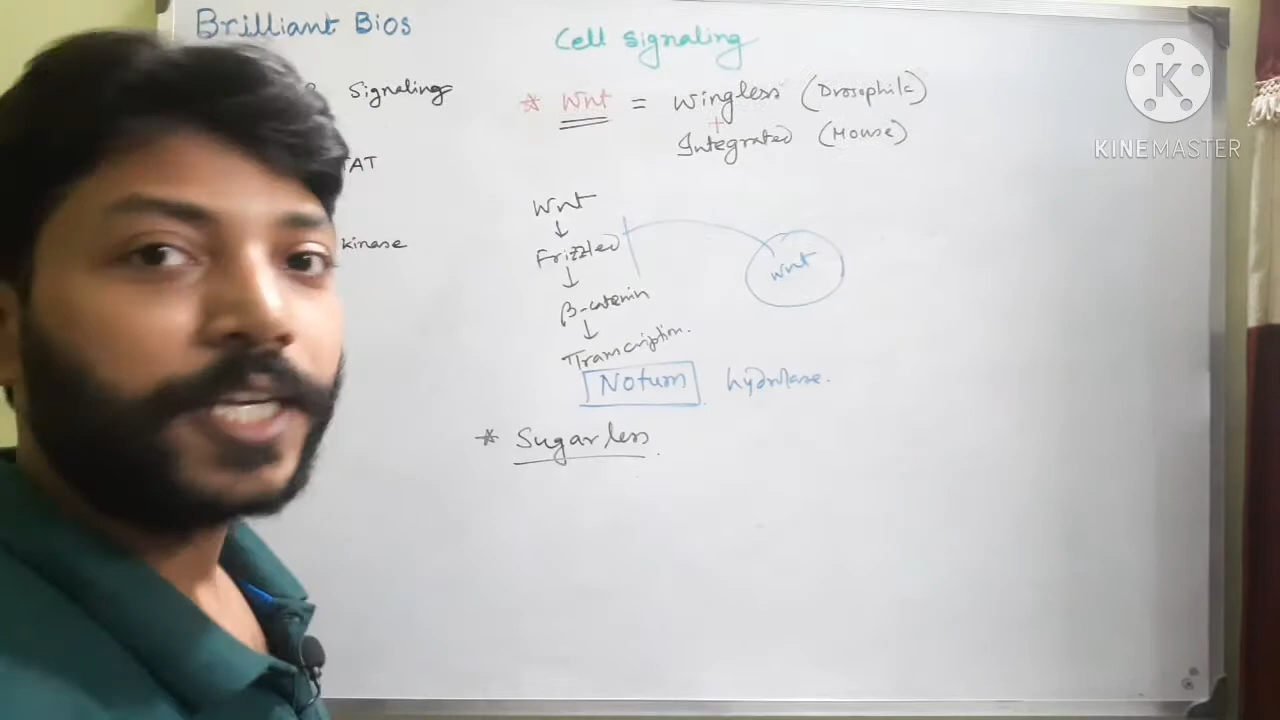 Brilliant Bios
Cell signaling
Signaling
* Wnt = Wingless (Drosophila)
+
Integrated (Mouse)
TAT
kinase
Wnt
↓
Frizzled
↓
β-catenin
↓
Transcription.
wnt
Notum hydrolase.
* Sugarless.
K
KINEMASTER